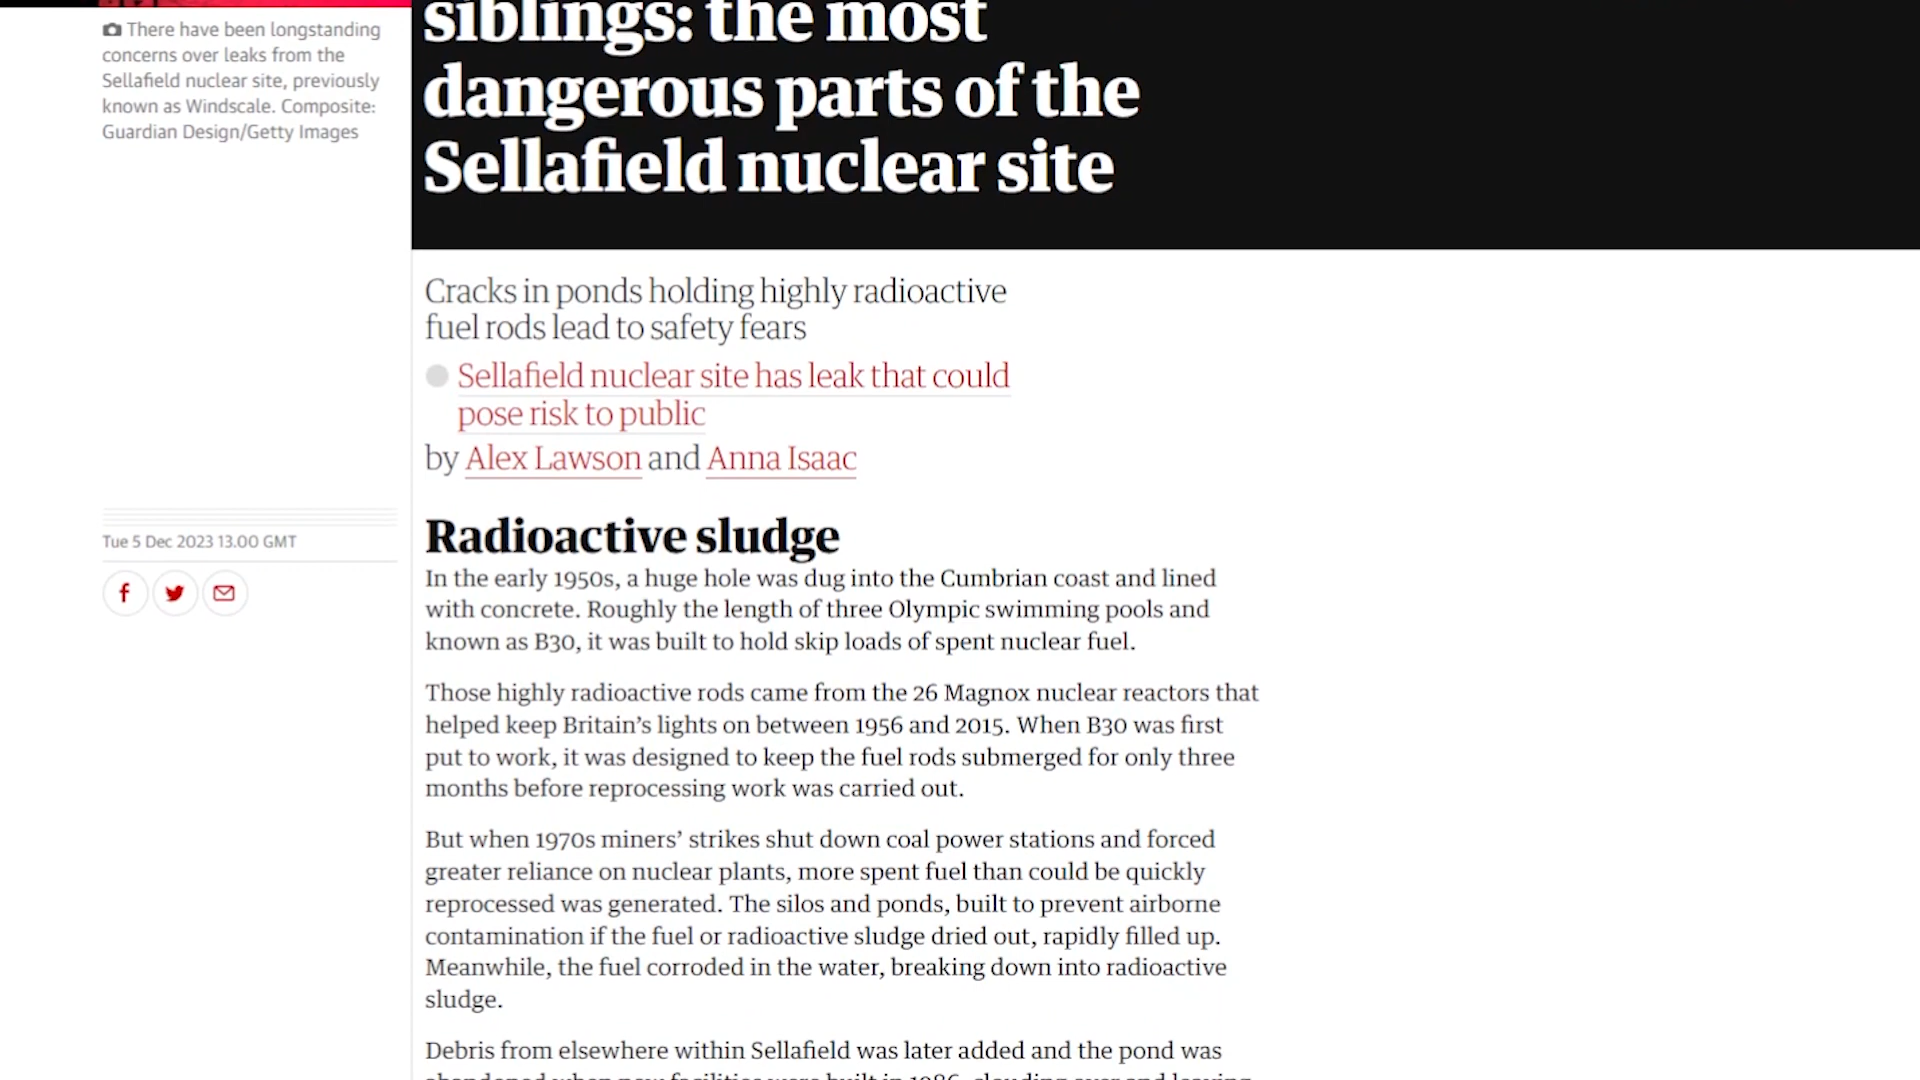 There have been longstanding
concerns over leaks from the
Sellafield nuclear site, previously
known as Windscale. Composite:
Guardian Design/Getty Images
siblings: the most
dangerous parts of the
Sellafield nuclear site
Cracks in ponds holding highly radioactive
fuel rods lead to safety fears
Sellafield nuclear site has leak that could
pose risk to public
by Alex Lawson and Anna Isaac
Tue 5 Dec 2023 13.00 GMT
Radioactive sludge
In the early 1950s, a huge hole was dug into the Cumbrian coast and lined
with concrete. Roughly the length of three Olympic swimming pools and
known as B30, it was built to hold skip loads of spent nuclear fuel.
Those highly radioactive rods came from the 26 Magnox nuclear reactors that
helped keep Britain’s lights on between 1956 and 2015. When B30 was first
put to work, it was designed to keep the fuel rods submerged for only three
months before reprocessing work was carried out.
But when 1970s miners’ strikes shut down coal power stations and forced
greater reliance on nuclear plants, more spent fuel than could be quickly
reprocessed was generated. The silos and ponds, built to prevent airborne
contamination if the fuel or radioactive sludge dried out, rapidly filled up.
Meanwhile, the fuel corroded in the water, breaking down into radioactive
sludge.
Debris from elsewhere within Sellafield was later added and the pond was